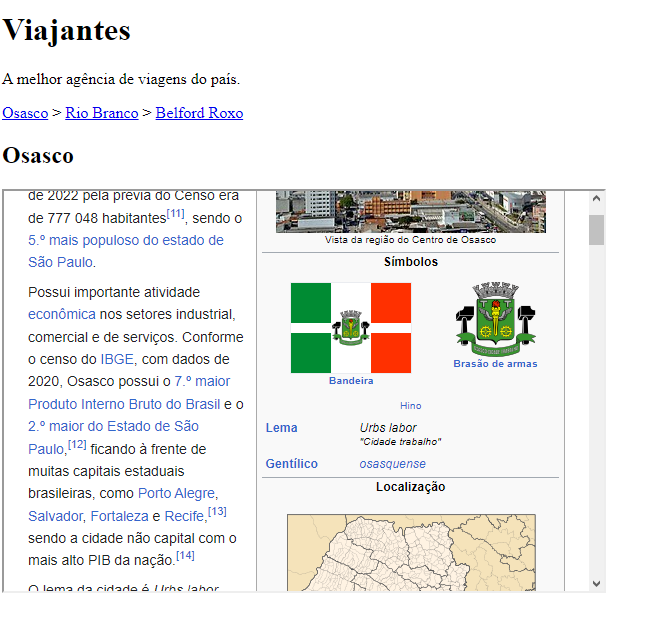 Viajantes
A melhor agência de viagens do país.
Osasco > Rio Branco > Belford Roxo
Osasco
de 2022 pela prévia do Censo era
de 777 048 habitantes[11], sendo o
5.º mais populoso do estado de
São Paulo.
Possui importante atividade
econômica nos setores industrial,
comercial e de serviços. Conforme
o censo do IBGE, com dados de
2020, Osasco possui o 7.º maior
Produto Interno Bruto do Brasil e o
2.º maior do Estado de São
Paulo,[12] ficando à frente de
muitas capitais estaduais
brasileiras, como Porto Alegre,
Salvador, Fortaleza e Recife,[13]
sendo a cidade não capital com o
mais alto PIB da nação.[14]
O lema da cidade é Urbs labor
Vista da região do Centro de Osasco
Símbolos
Bandeira
Brasão de armas
Hino
Lema
Urbs labor
"Cidade trabalho"
Gentílico
osasquense
Localização